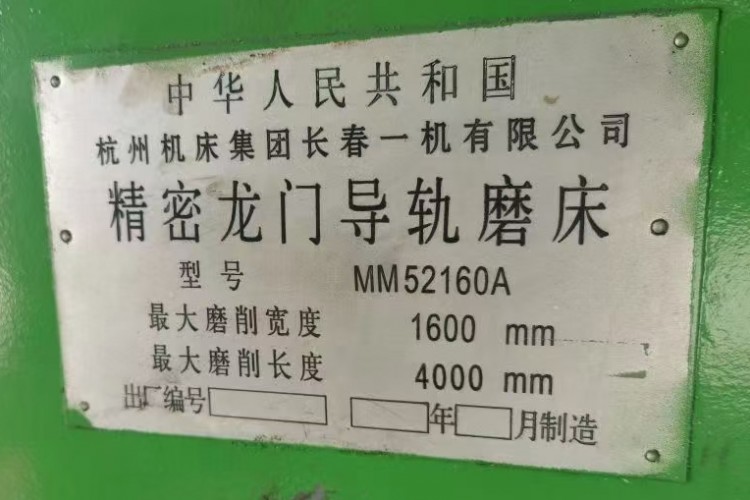 中华人民共和国
杭州机床集团长春一机有限公司
精密龙门导轨磨床
型号 MM52160A
最大磨削宽度 1600 mm
最大磨削长度 4000 mm
出厂编号 年 月制造